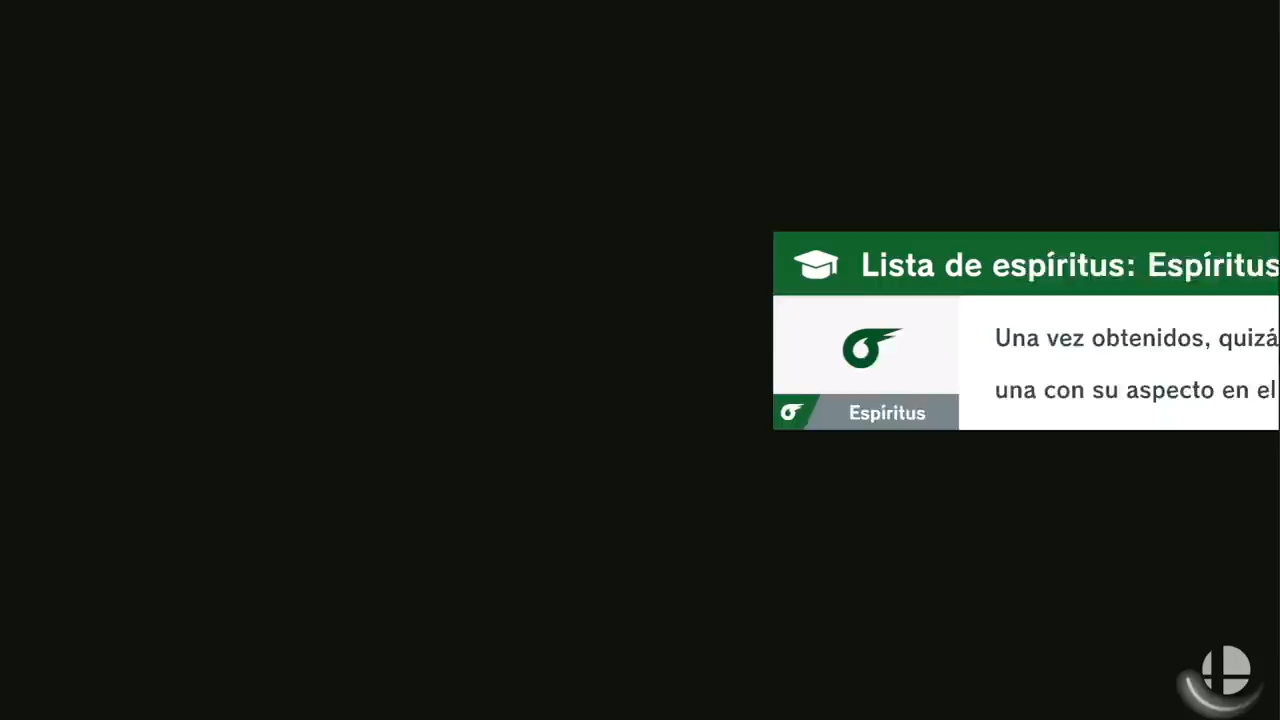 Lista de espíritus: Espíritus
Una vez obtenidos, quizá
una con su aspecto en el
Espíritus